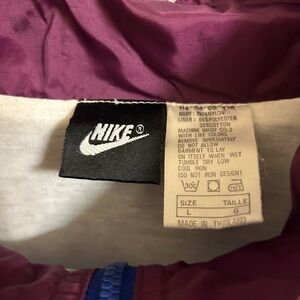 NIKE®
BODY: 100%NYLON
LINER: 65%POLYESTER
35%COTTON
MACHINE WASH COLD
WITH LIKE COLORS
REMOVE IMMEDIATELY
DO NOT ALLOW
GARMENT TO LAY
ON ITSELF WHEN WET
TUMBLE DRY LOW
COOL IRON
(DO NOT IRON DESIGN)
30°
SIZE TAILLE
L G
MADE IN THAILAND